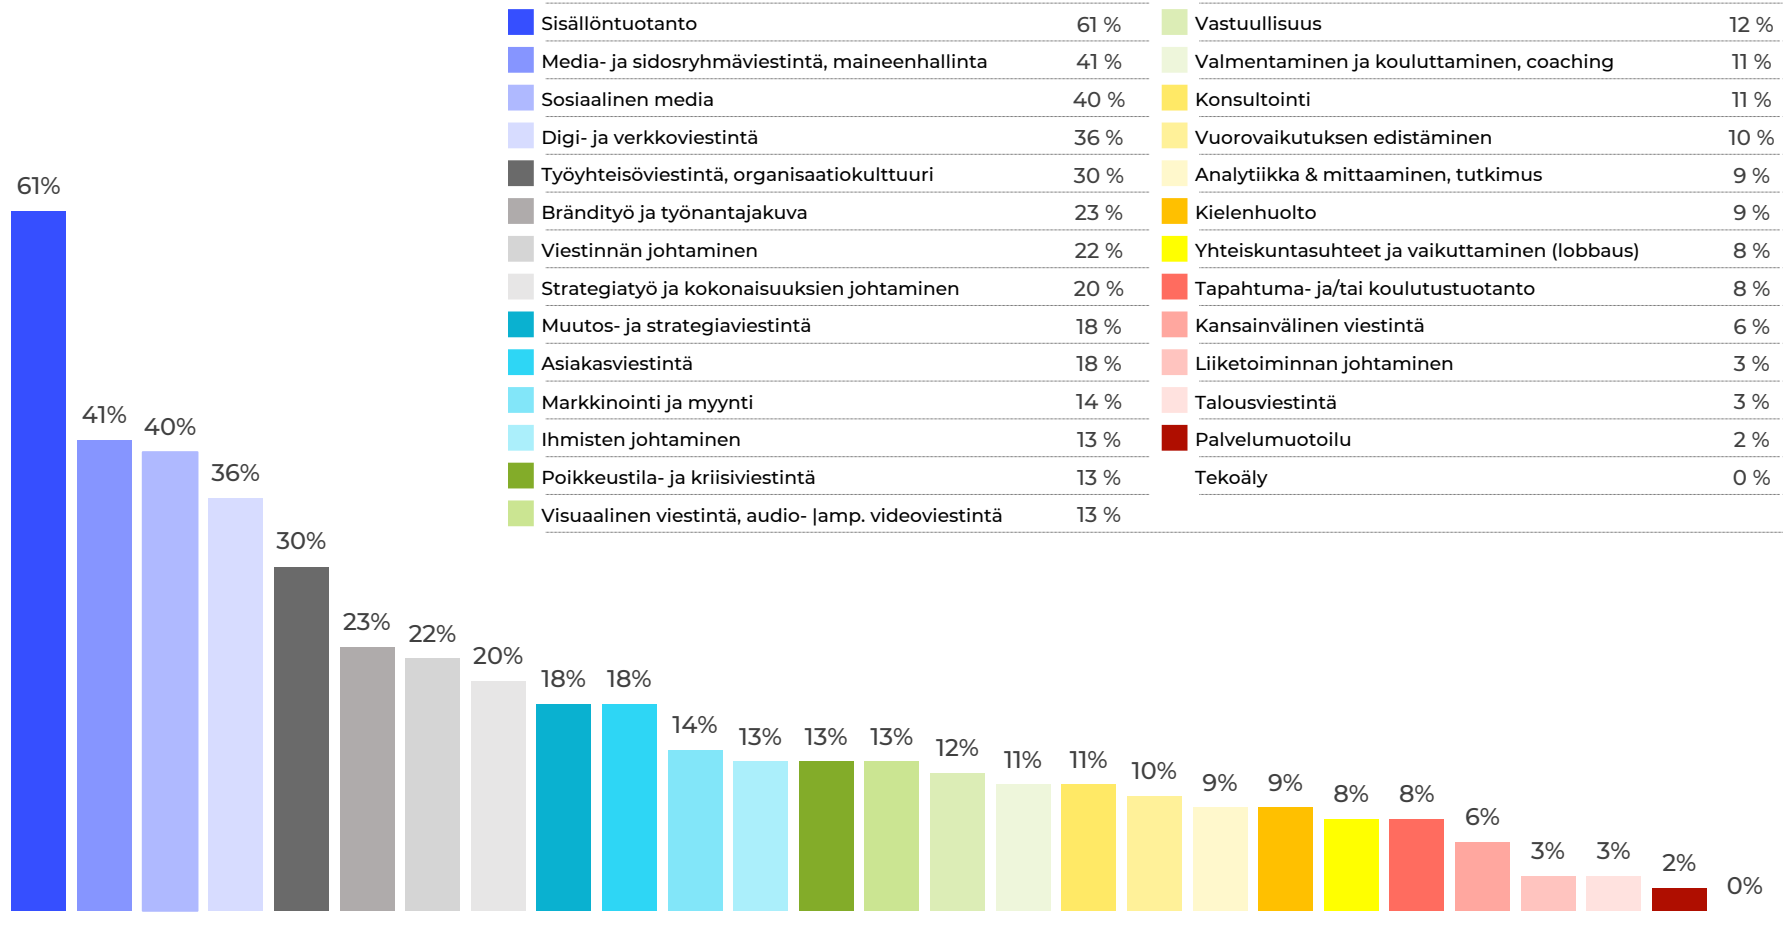 Sisällöntuotanto 61 %
Media- ja sidosryhmäviestintä, maineenhallinta 41 %
Sosiaalinen media 40 %
Digi- ja verkkoviestintä 36 %
Työyhteisöviestintä, organisaatiokulttuuri 30 %
Brändityö ja työnantajakuva 23 %
Viestinnän johtaminen 22 %
Strategiatyö ja kokonaisuuksien johtaminen 20 %
Muutos- ja strategiaviestintä 18 %
Asiakasviestintä 18 %
Markkinointi ja myynti 14 %
Ihmisten johtaminen 13 %
Poikkeustila- ja kriisiviestintä 13 %
Visuaalinen viestintä, audio- |amp. videoviestintä 13 %
Vastuullisuus 12 %
Valmentaminen ja kouluttaminen, coaching 11 %
Konsultointi 11 %
Vuorovaikutuksen edistäminen 10 %
Analytiikka & mittaaminen, tutkimus 9 %
Kielenhuolto 9 %
Yhteiskuntasuhteet ja vaikuttaminen (lobbaus) 8 %
Tapahtuma- ja/tai koulutustuotanto 8 %
Kansainvälinen viestintä 6 %
Liiketoiminnan johtaminen 3 %
Talousviestintä 3 %
Palvelumuotoilu 2 %
Tekoäly 0 %
61%
41%
40%
36%
30%
23%
22%
20%
18%
18%
14%
13%
13%
13%
12%
11%
11%
10%
9%
9%
8%
8%
6%
3%
3%
2%
0%